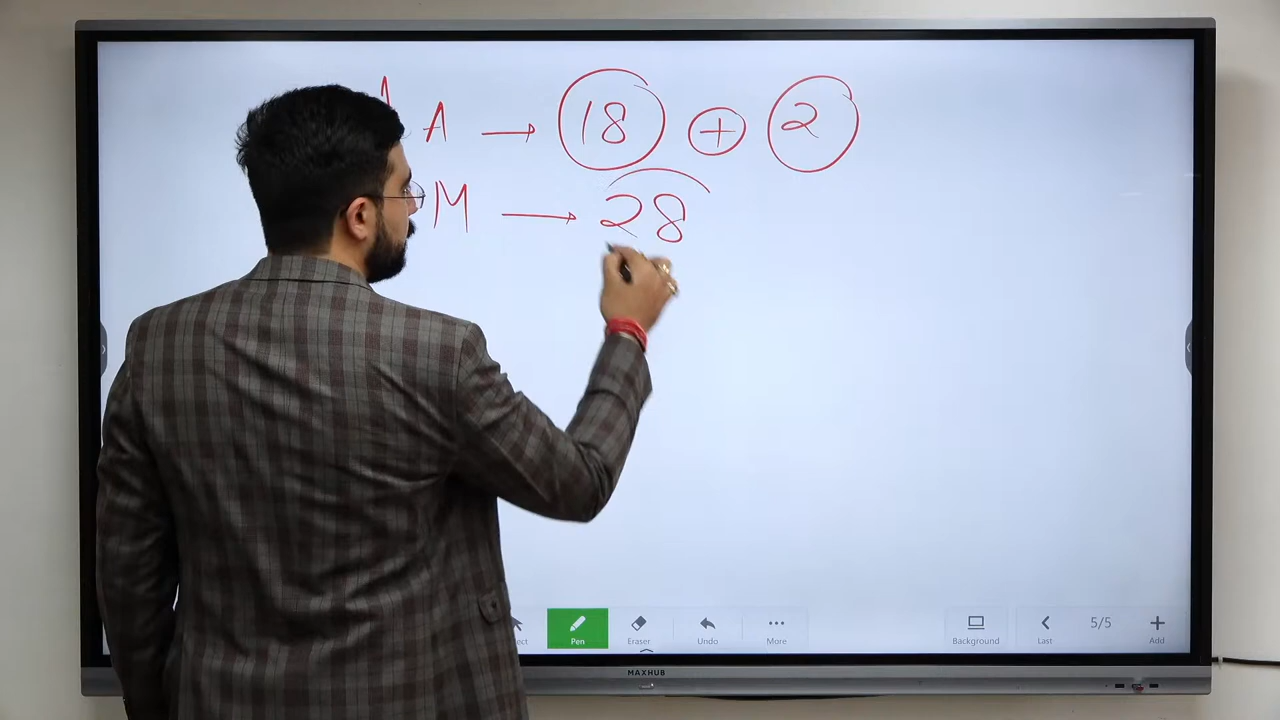 A → 18 + 2
M → 28
Pen
Eraser
Undo
More
Background
Last
5/5
Add
MAXHUB